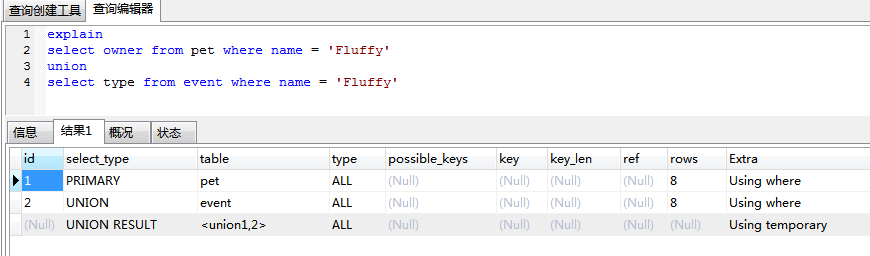 查询创建工具 查询编辑器
1 explain
2 select owner from pet where name = 'Fluffy'
3 union
4 select type from event where name = 'Fluffy'
信息 结果1 概况 状态
id select_type table type possible_keys key key_len ref rows Extra
1 PRIMARY pet ALL (Null) (Null) (Null) (Null) 8 Using where
2 UNION event ALL (Null) (Null) (Null) (Null) 8 Using where
(Null) UNION RESULT <union1,2> ALL (Null) (Null) (Null) (Null) (Null) Using temporary